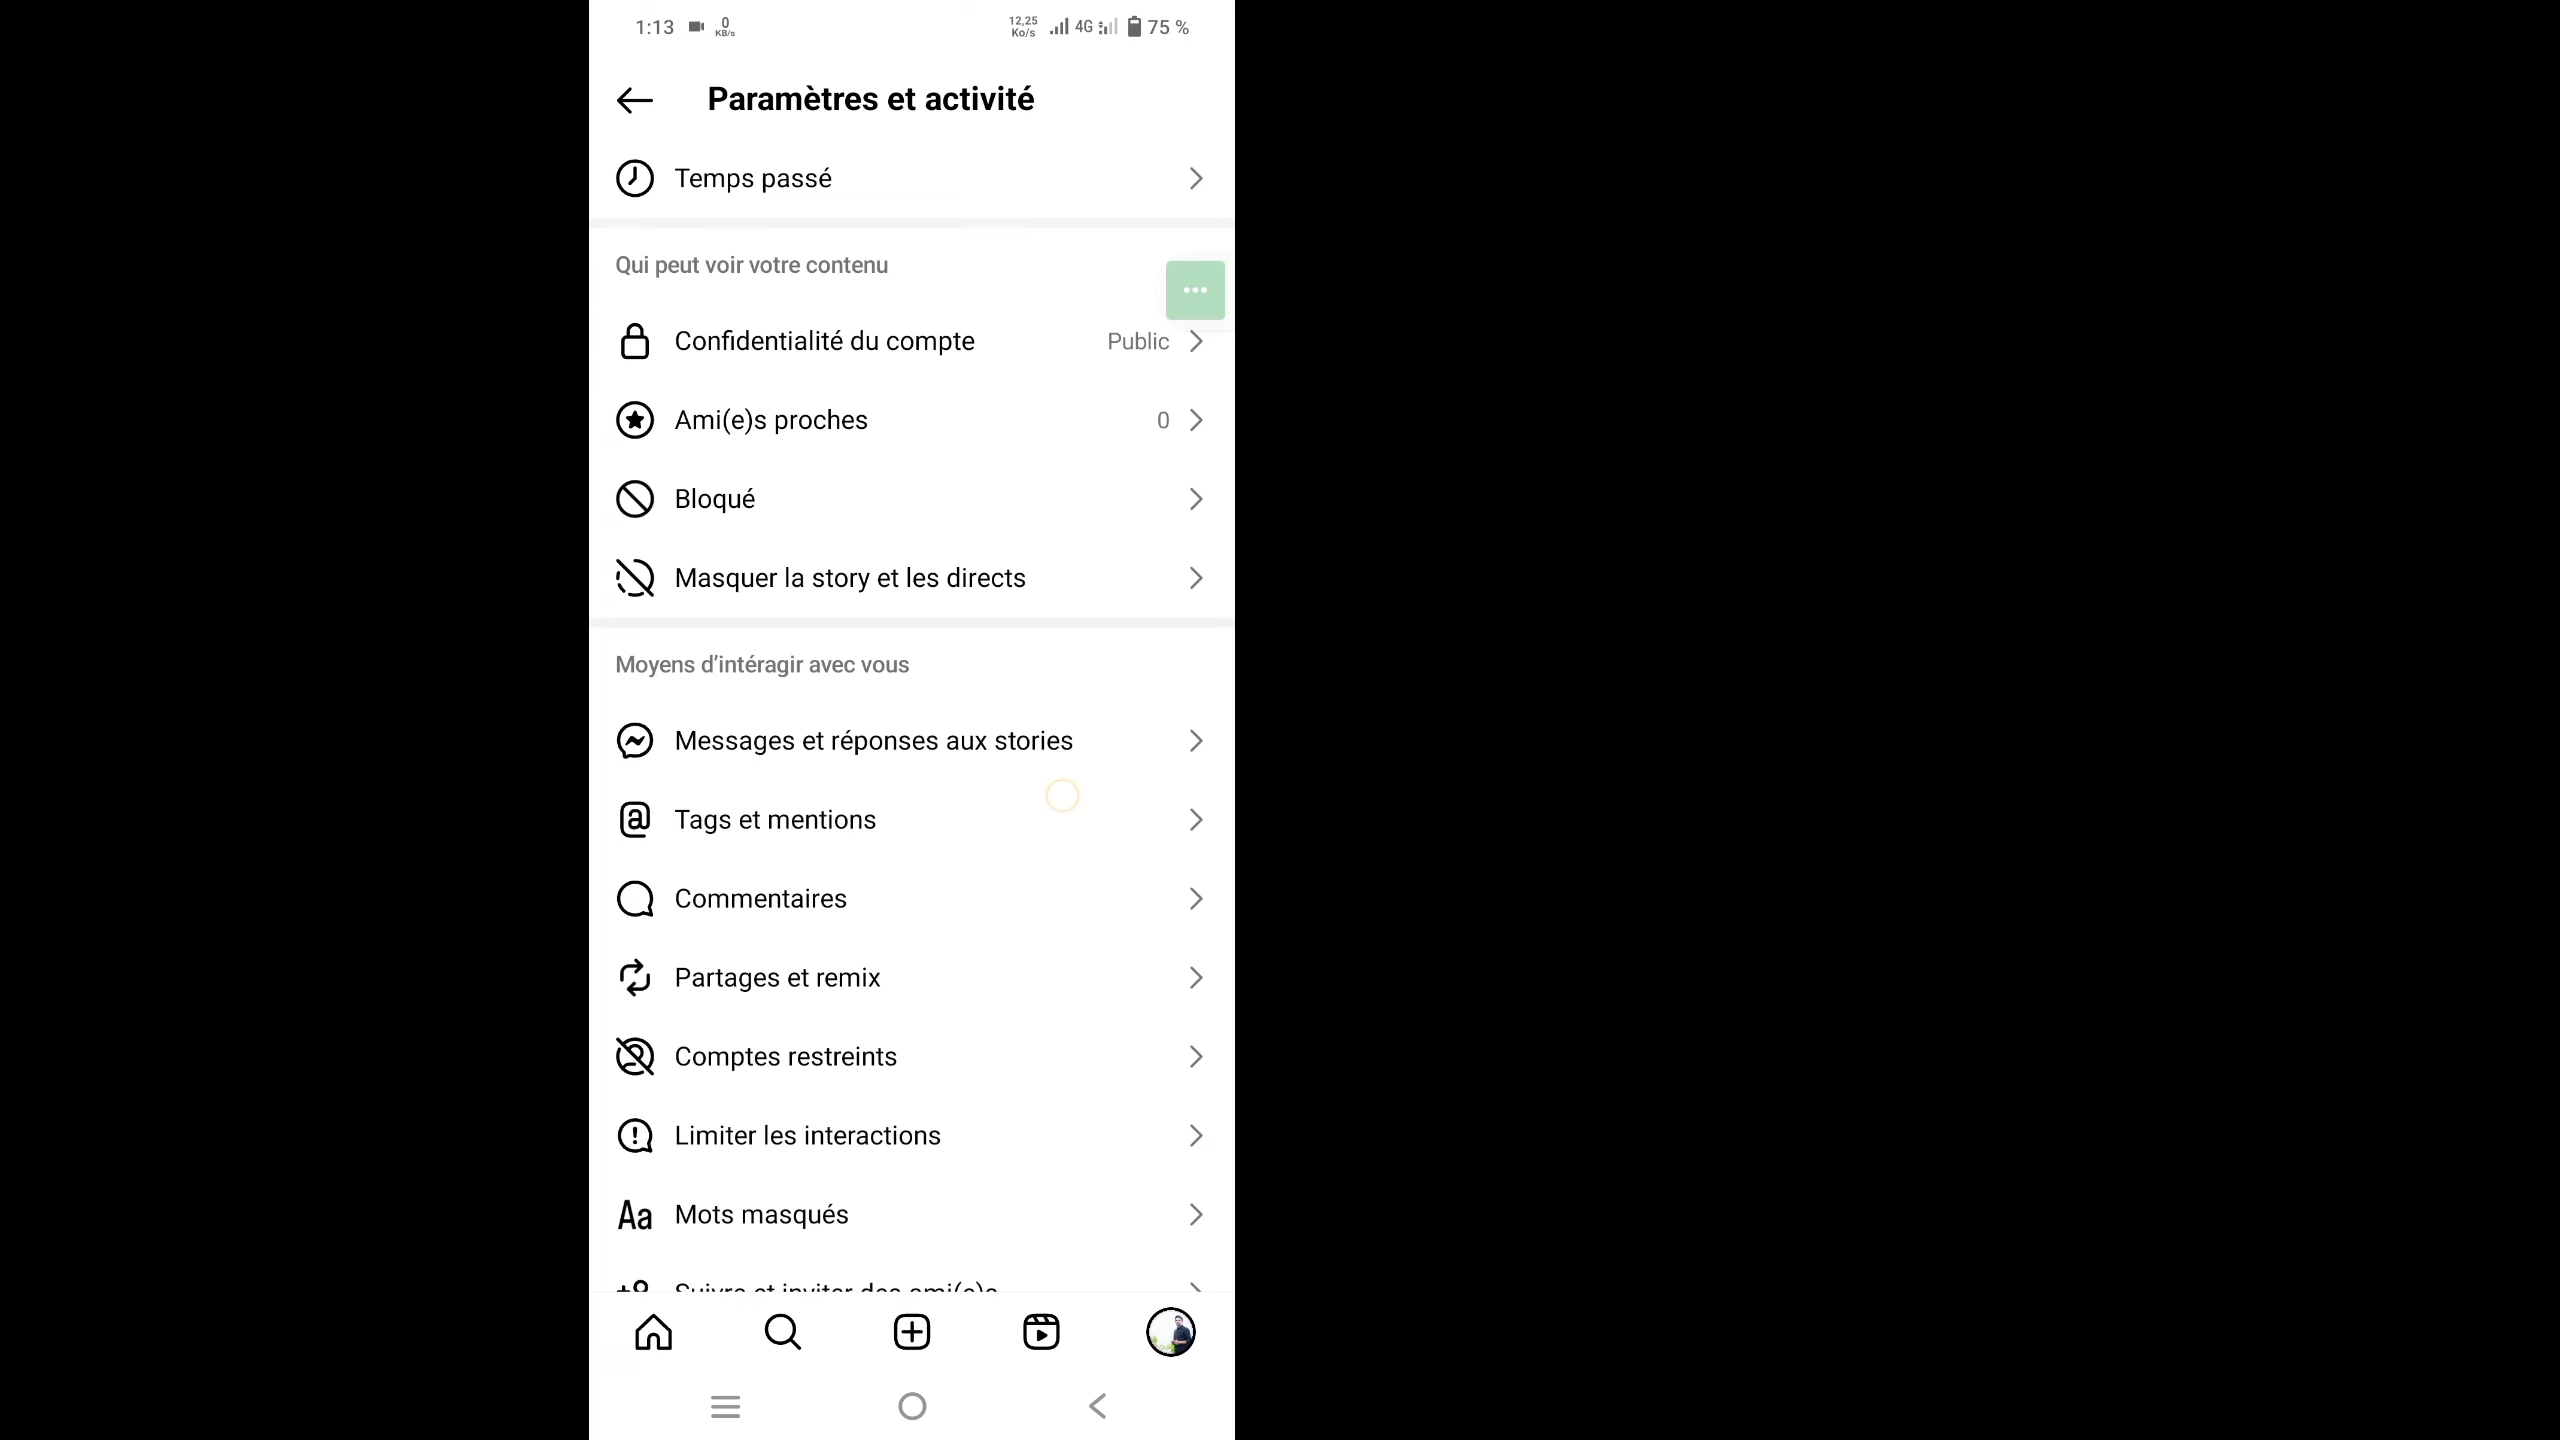 1:13 0 KB/s 12,25 Ko/s 4G 75 %
Paramètres et activité
Temps passé
Qui peut voir votre contenu
Confidentialité du compte Public
Ami(e)s proches 0
Bloqué
Masquer la story et les directs
Moyens d’intéragir avec vous
Messages et réponses aux stories
Tags et mentions
Commentaires
Partages et remix
Comptes restreints
Limiter les interactions
Aa Mots masqués
Suivre et inviter des ami(e)s